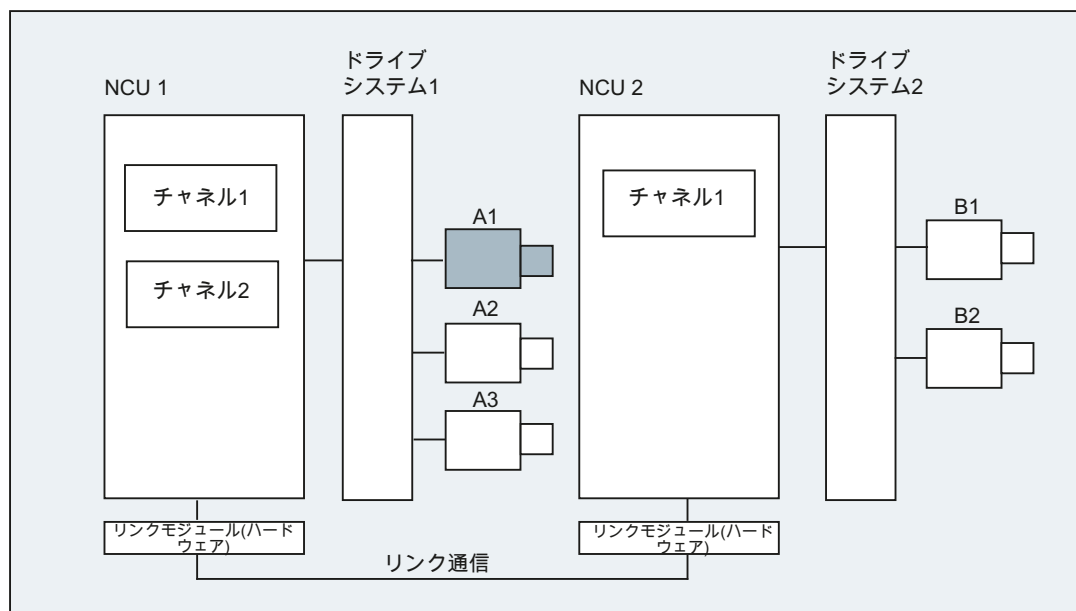 NCU 1
ドライブ
システム1
NCU 2
ドライブ
システム2
チャネル1
チャネル2
A1
A2
A3
チャネル1
B1
B2
リンクモジュール(ハード
ウェア)
リンクモジュール(ハード
ウェア)
リンク通信